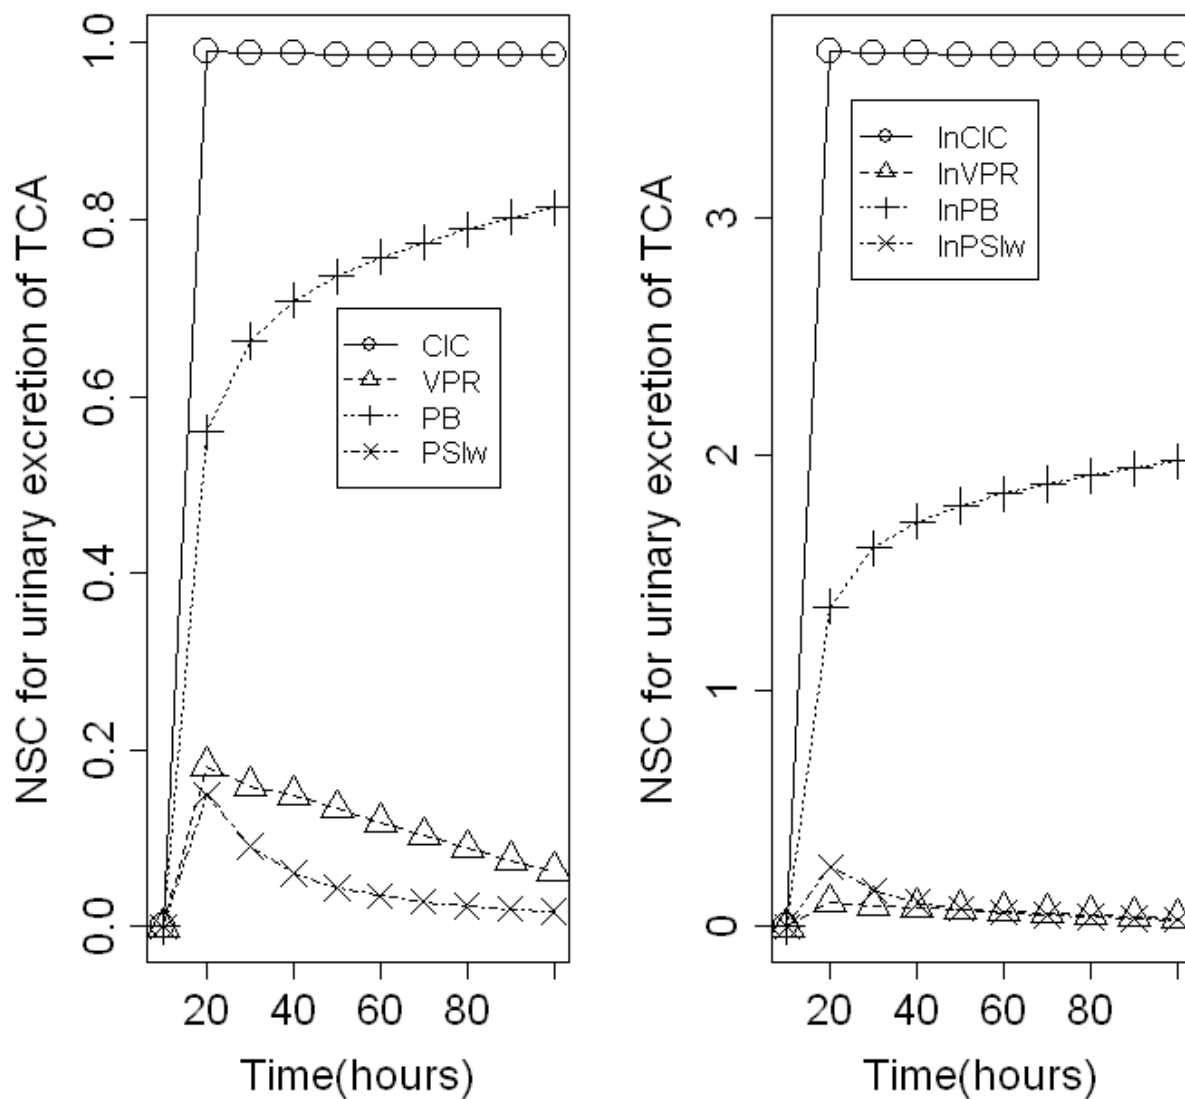 NSC for urinary excretion of TCA
1.0
0.8
0.6
0.4
0.2
0.0
CIC
VPR
PB
PSlw
20
40
60
80
Time(hours)
NSC for urinary excretion of TCA
3
2
1
0
lnCIC
lnVPR
lnPB
lnPSlw
20
40
60
80
Time(hours)